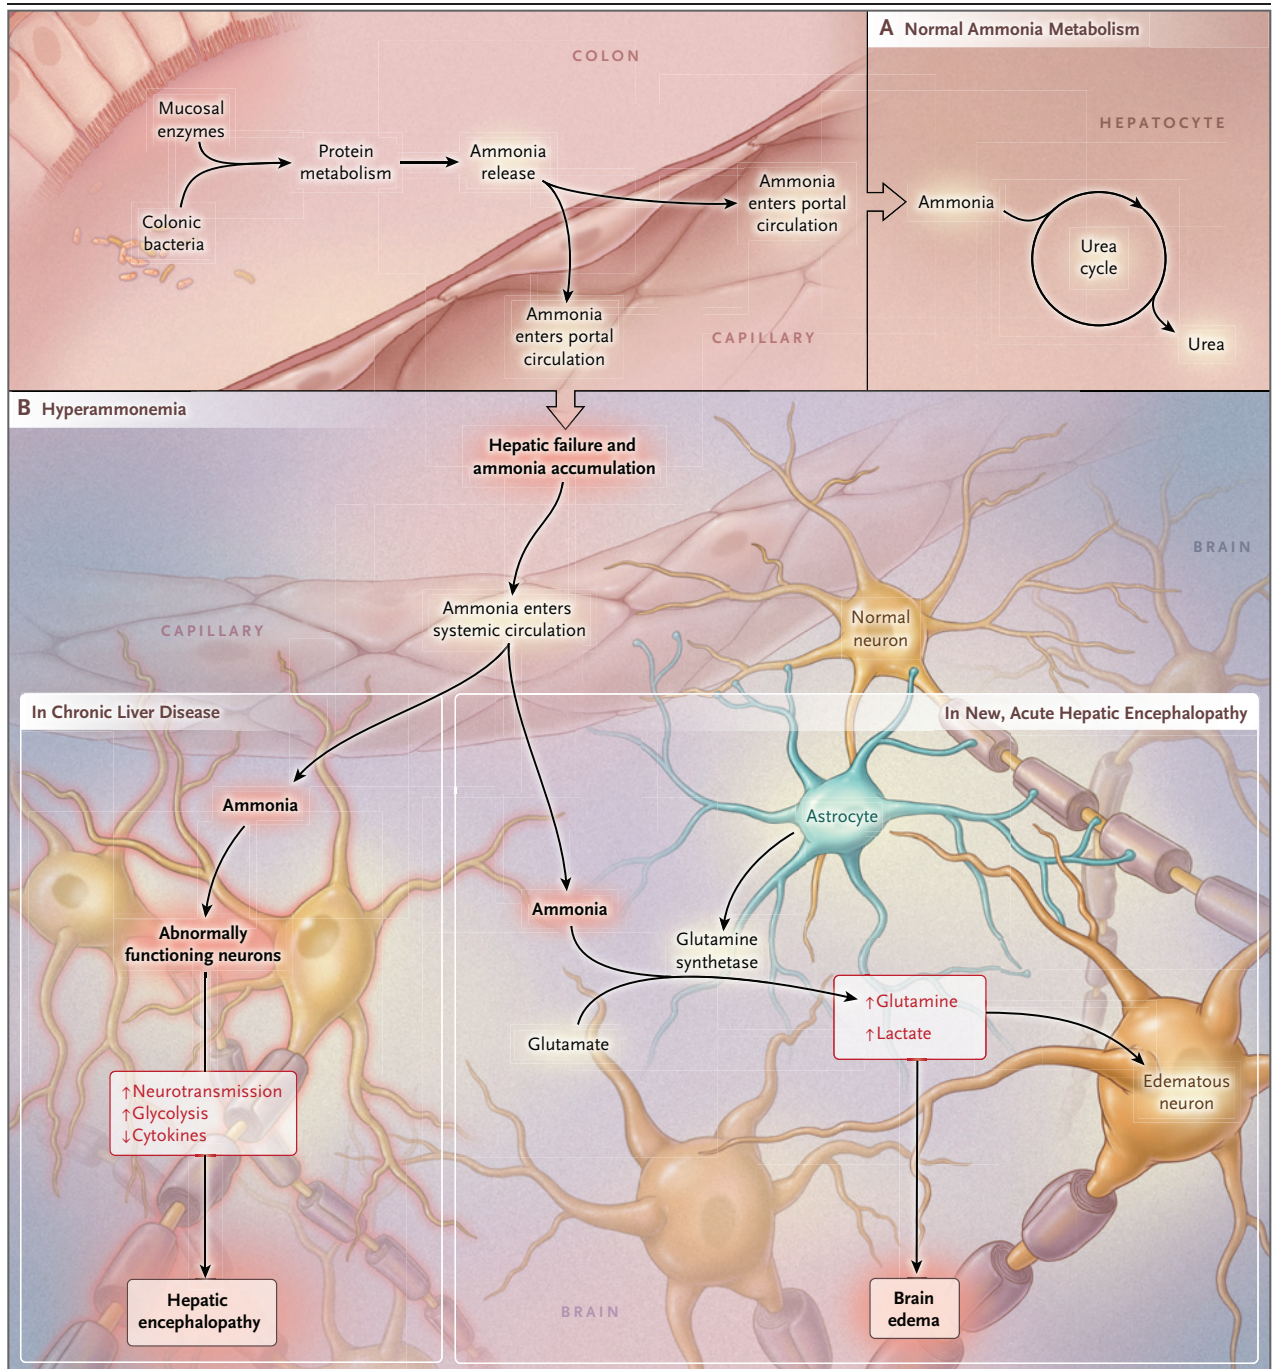 COLON
Mucosal
enzymes
Colonic
bacteria
Protein
metabolism
Ammonia
release
Ammonia
enters portal
circulation
Ammonia
enters portal
circulation
CAPILLARY
A Normal Ammonia Metabolism
HEPATOCYTE
Ammonia
Urea
cycle
Urea
B Hyperammonemia
Hepatic failure and
ammonia accumulation
BRAIN
Ammonia enters
systemic circulation
CAPILLARY
Normal
neuron
In Chronic Liver Disease
Ammonia
Abnormally
functioning neurons
↑Neurotransmission
↑Glycolysis
↓Cytokines
Hepatic
encephalopathy
In New, Acute Hepatic Encephalopathy
Astrocyte
Ammonia
Glutamine
synthetase
Glutamate
↑Glutamine
↑Lactate
Edematous
neuron
Brain
edema
BRAIN